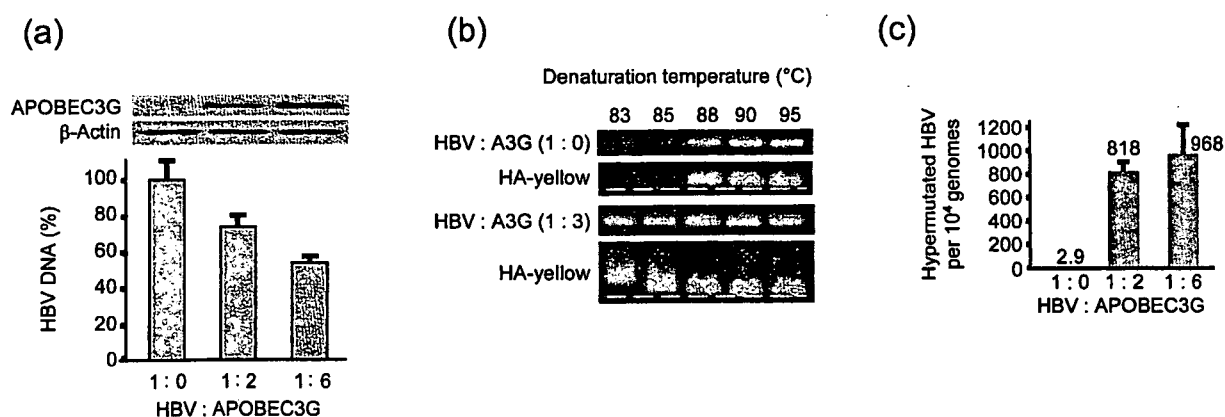 (a)
APOBEC3G
β-Actin
HBV DNA (%)
100
80
60
40
20
0
1 : 0 1 : 2 1 : 6
HBV : APOBEC3G
(b)
Denaturation temperature (°C)
83 85 88 90 95
HBV : A3G (1 : 0)
HA-yellow
HBV : A3G (1 : 3)
HA-yellow
(c)
Hypermutated HBV
per 10⁴ genomes
1200
1000
800
600
400
200
0
2.9 818 968
1 : 0 1 : 2 1 : 6
HBV : APOBEC3G